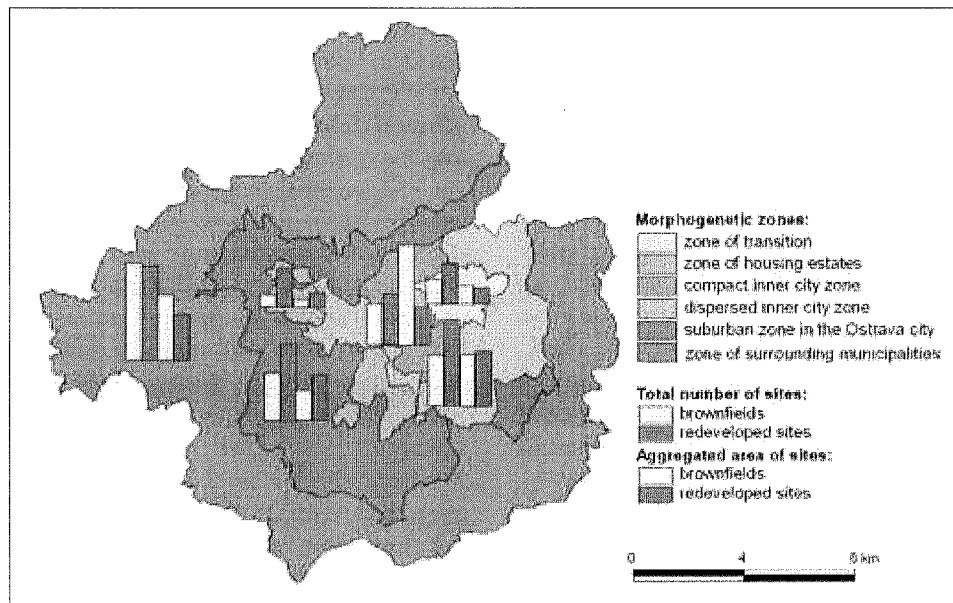 Morphogenetic zones:
zone of transition
zone of housing estates
compact inner city zone
dispersed inner city zone
suburban zone in the Ostrava city
zone of surrounding municipalities
Total number of sites:
brownfields
redeveloped sites
Aggregated area of sites:
brownfields
redeveloped sites
0 4 8 km